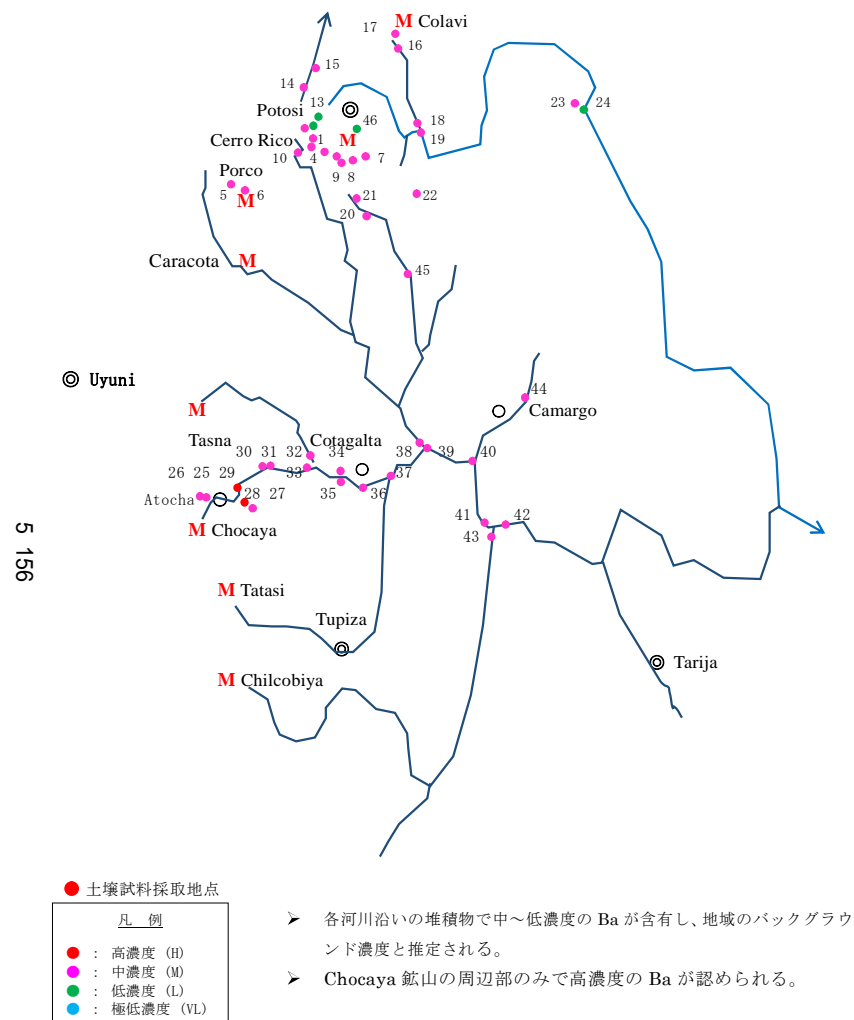 17 M Colavi
16
15
14
13
Potosi
23 24
46
18
19
Cerro Rico 1 M
10 4 7
9 8
Porco
5 6
M
21 22
20
Caracota M
45
Uyuni
M
44
Camargo
Tasna Cotagalta
30 31 32 34 38 39 40
33 37
26 25 29
28 27 35 36
Atocha
M Chocaya
41 42
43
5 156
M Tatasi
Tupiza
Tarija
M Chilcobiya
土壌試料採取地点
凡 例
： 高濃度 (H)
： 中濃度 (M)
： 低濃度 (L)
： 極低濃度 (VL)
➢ 各河川沿いの堆積物で中～低濃度の Ba が含有し、地域のバックグラウ
ンド濃度と推定される。
➢ Chocaya 鉱山の周辺部のみで高濃度の Ba が認められる。